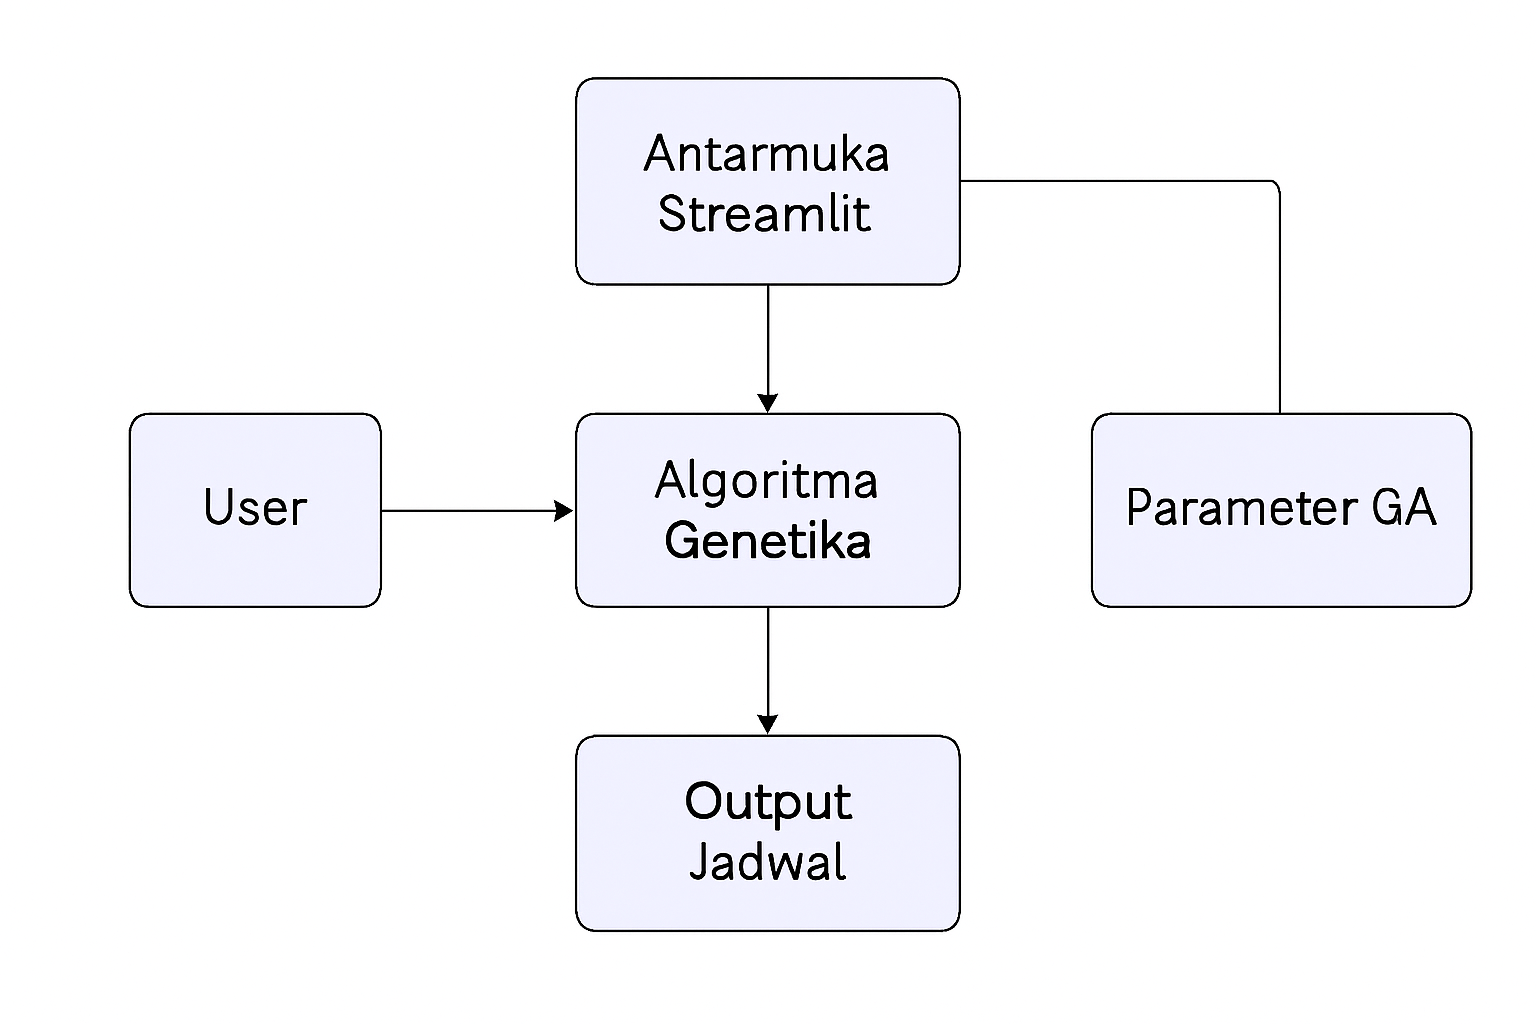 Antarmuka
Streamlit
User
Algoritma
Genetika
Parameter GA
Output
Jadwal